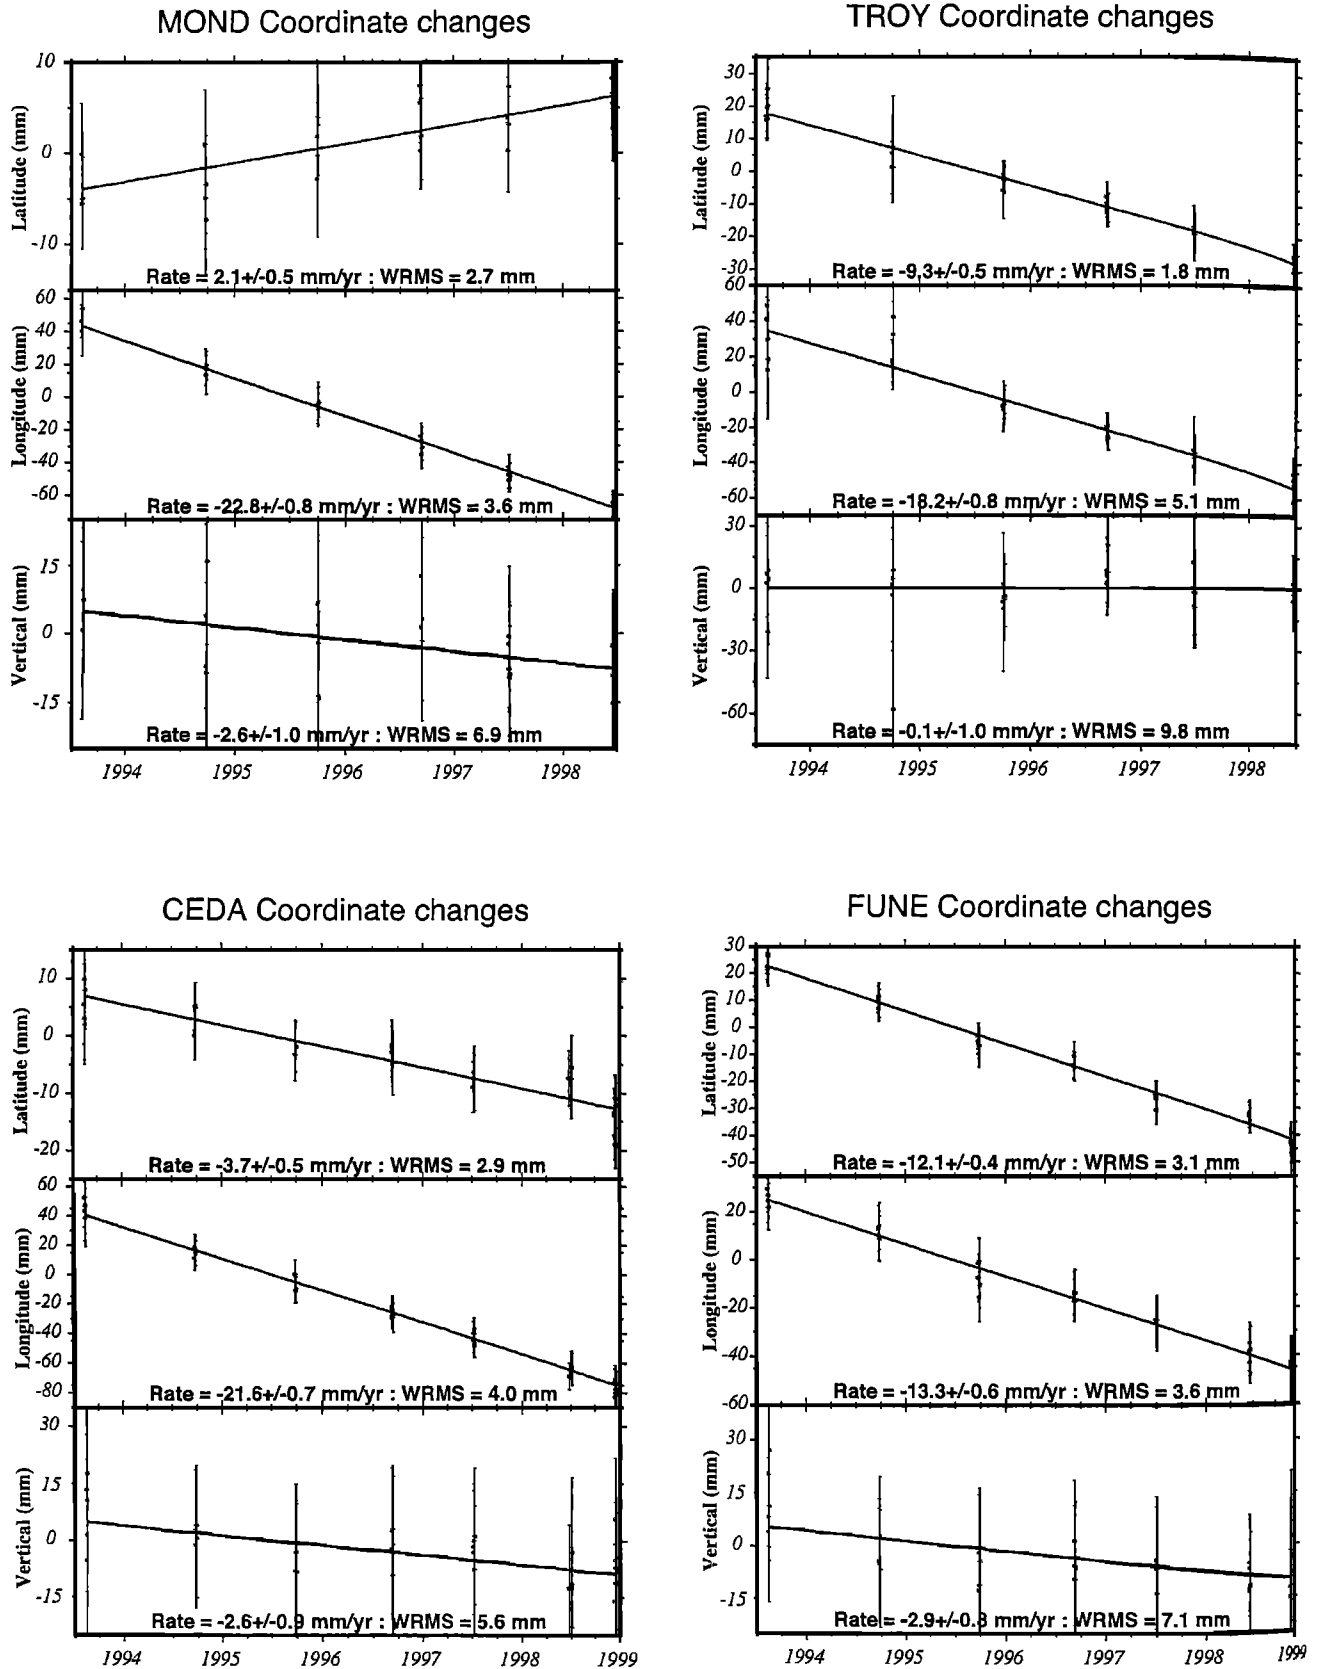 MOND Coordinate changes
10
0
-10
Latitude (mm)
Rate = 2.1+/-0.5 mm/yr : WRMS = 2.7 mm
60
40
20
0
-20
-40
-60
Longitude (mm)
Rate = -22.8+/-0.8 mm/yr : WRMS = 3.6 mm
15
0
-15
Vertical (mm)
Rate = -2.6+/-1.0 mm/yr : WRMS = 6.9 mm
1994 1995 1996 1997 1998
TROY Coordinate changes
30
20
10
0
-10
-20
-30
Latitude (mm)
Rate = -9.3+/-0.5 mm/yr : WRMS = 1.8 mm
60
40
20
0
-20
-40
-60
Longitude (mm)
Rate = -18.2+/-0.8 mm/yr : WRMS = 5.1 mm
30
0
-30
-60
Vertical (mm)
Rate = -0.1+/-1.0 mm/yr : WRMS = 9.8 mm
1994 1995 1996 1997 1998
CEDA Coordinate changes
10
0
-10
-20
Latitude (mm)
Rate = -3.7+/-0.5 mm/yr : WRMS = 2.9 mm
60
40
20
0
-20
-40
-60
-80
Longitude (mm)
Rate = -21.6+/-0.7 mm/yr : WRMS = 4.0 mm
30
15
0
-15
Vertical (mm)
Rate = -2.6+/-0.9 mm/yr : WRMS = 5.6 mm
1994 1995 1996 1997 1998 1999
FUNE Coordinate changes
30
20
10
0
-10
-20
-30
-40
-50
Latitude (mm)
Rate = -12.1+/-0.4 mm/yr : WRMS = 3.1 mm
20
0
-20
-40
-60
Longitude (mm)
Rate = -13.3+/-0.6 mm/yr : WRMS = 3.6 mm
30
15
0
-15
Vertical (mm)
Rate = -2.9+/-0.8 mm/yr : WRMS = 7.1 mm
1994 1995 1996 1997 1998 1999